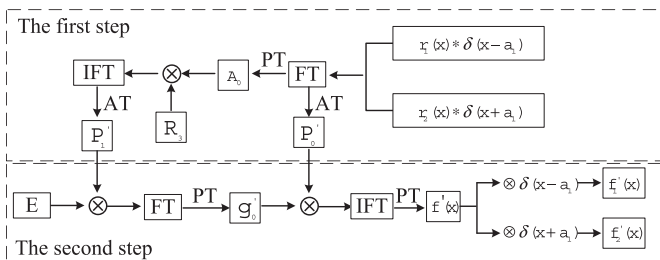 The first step
r₁(x)∗δ(x−a₁)
IFT ⊗ A₀ PT FT
AT AT
r₂(x)∗δ(x+a₁)
P₁' R₃ P₀'
E ⊗ FT PT g₀' ⊗ IFT PT f'(x)
⊗δ(x−a₁) f₁'(x)
⊗δ(x+a₁) f₂'(x)
The second step